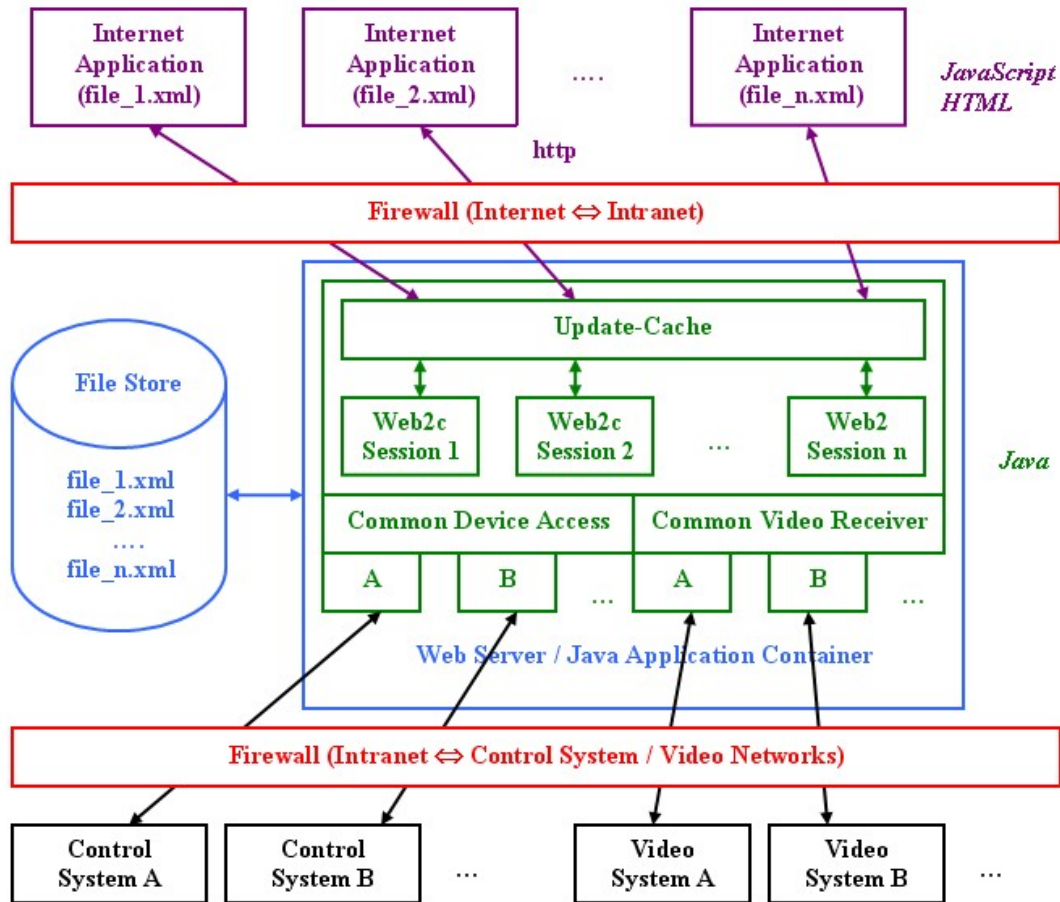 Internet
Application
(file_1.xml)
Internet
Application
(file_2.xml)
....
Internet
Application
(file_n.xml)
JavaScript
HTML
http
Firewall (Internet ⇔ Intranet)
Update-Cache
File Store
file_1.xml
file_2.xml
....
file_n.xml
Web2c
Session 1
Web2c
Session 2
...
Web2
Session n
Java
Common Device Access
Common Video Receiver
A
B
...
A
B
...
Web Server / Java Application Container
Firewall (Intranet ⇔ Control System / Video Networks)
Control
System A
Control
System B
...
Video
System A
Video
System B
...